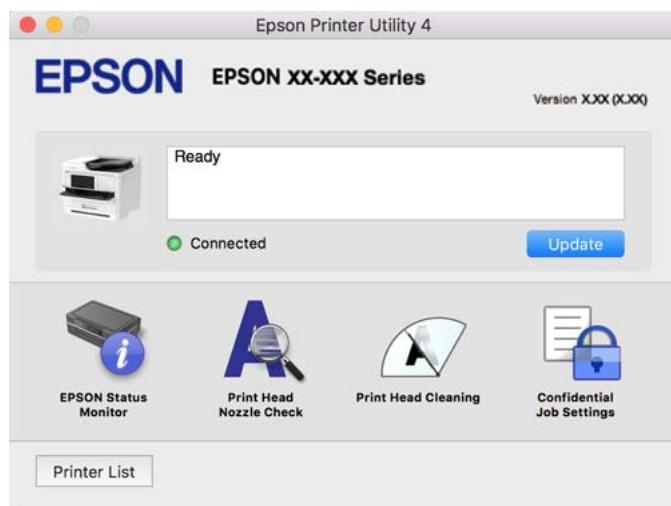 Epson Printer Utility 4
EPSON
EPSON XX-XXX Series
Version X.XX (X.XX)
Ready
Connected
Update
EPSON Status
Monitor
Print Head
Nozzle Check
Print Head Cleaning
Confidential
Job Settings
Printer List